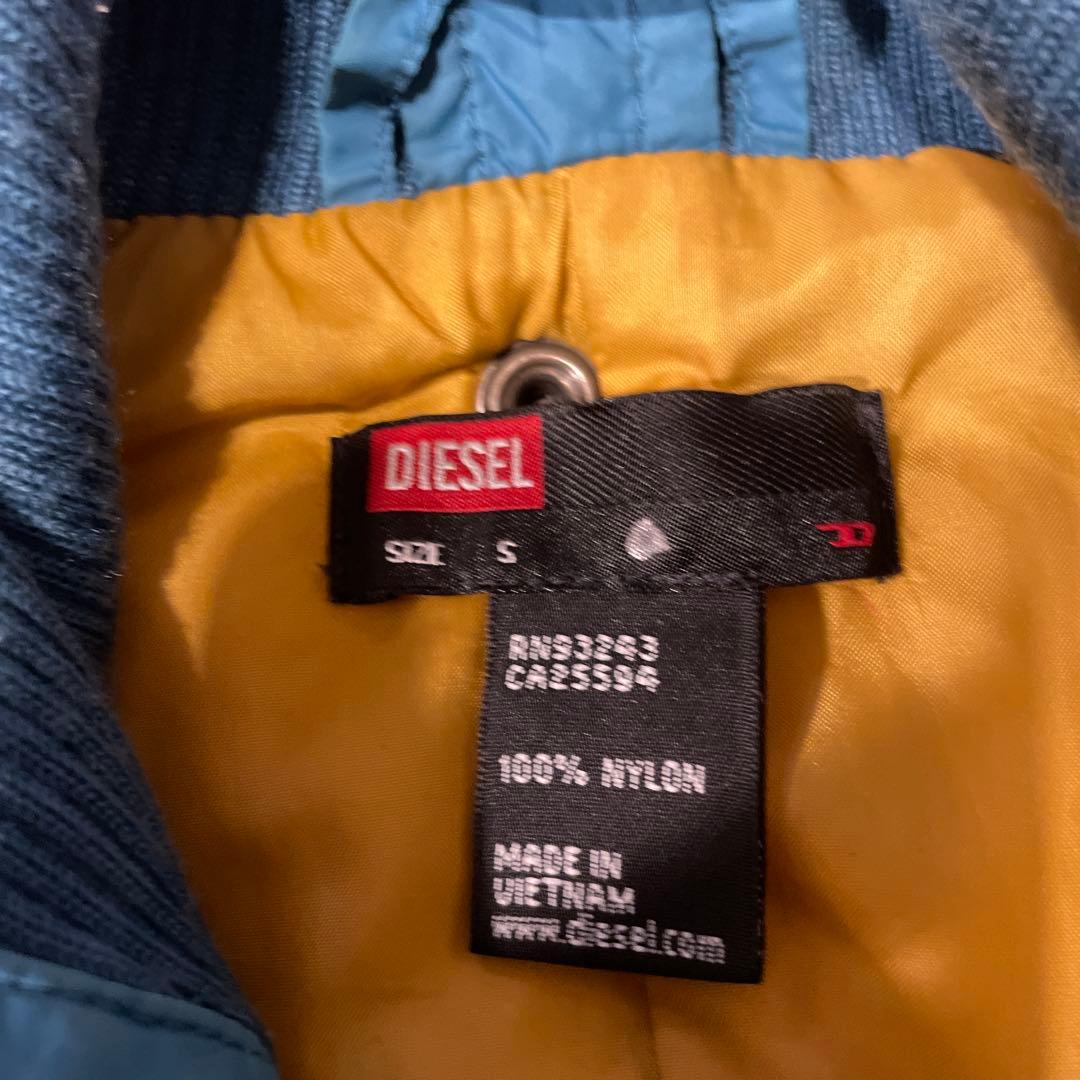 DIESEL
SIZE S
RN93243
CA25594
100% NYLON
MADE IN
VIETNAM
www.diesel.com